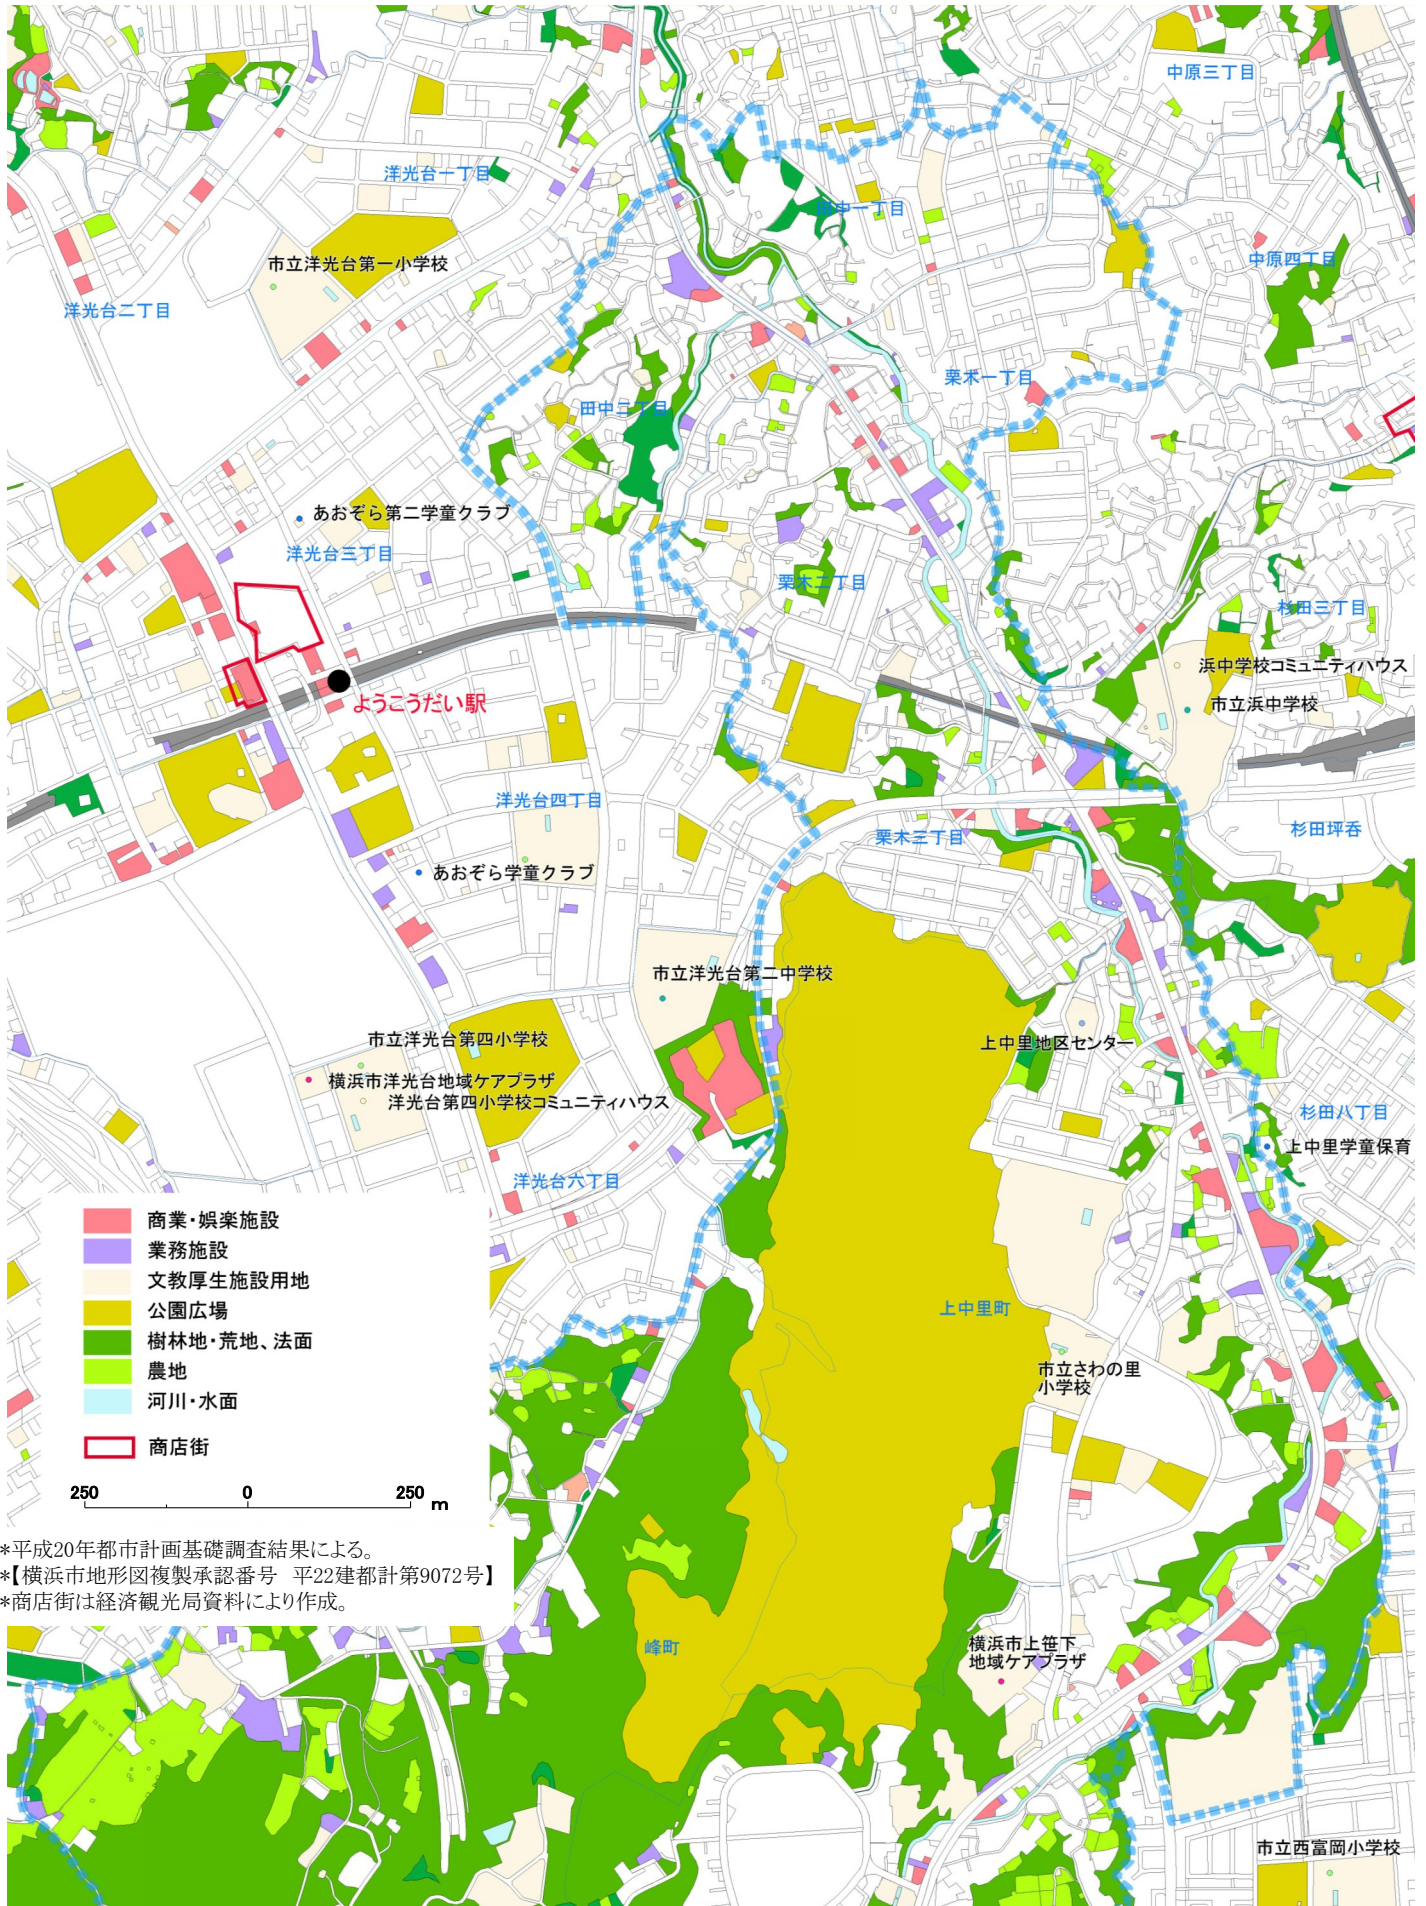 中原三丁目
洋光台一丁目
田中一丁目
市立洋光台第一小学校
中原四丁目
洋光台二丁目
栗木一丁目
田中二丁目
あおぞら第二学童クラブ
洋光台三丁目
栗木二丁目
杉田三丁目
浜中学校コミュニティハウス
ようこうだい駅
市立浜中学校
洋光台四丁目
杉田坪呑
栗木三丁目
あおぞら学童クラブ
市立洋光台第二中学校
市立洋光台第四小学校
上中里地区センター
横浜市洋光台地域ケアプラザ
洋光台第四小学校コミュニティハウス
杉田八丁目
上中里学童保育
洋光台六丁目
商業・娯楽施設
業務施設
文教厚生施設用地
公園広場
樹林地・荒地、法面
農地
河川・水面
商店街
上中里町
市立さわの里
小学校
250 0 250 m
*平成20年都市計画基礎調査結果による。
*【横浜市地形図複製承認番号 平22建都計第9072号】
*商店街は経済観光局資料により作成。
峰町
横浜市上笹下
地域ケアプラザ
市立西富岡小学校